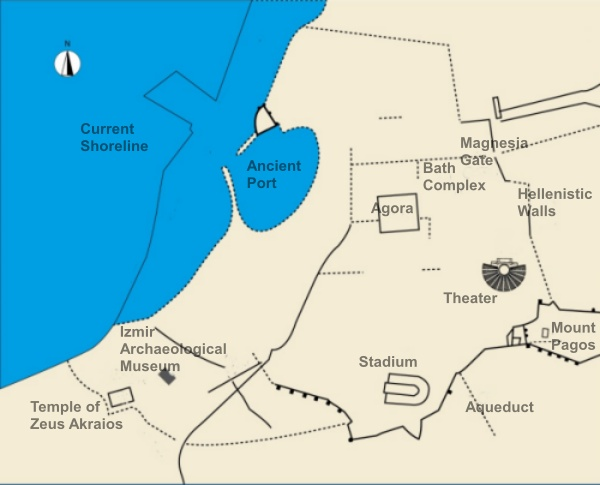 N
Current
Shoreline
Ancient
Port
Magnesia
Gate
Bath
Complex
Hellenistic
Walls
Agora
Theater
Izmir
Archaeological
Museum
Mount
Pagos
Stadium
Temple of
Zeus Akraios
Aqueduct